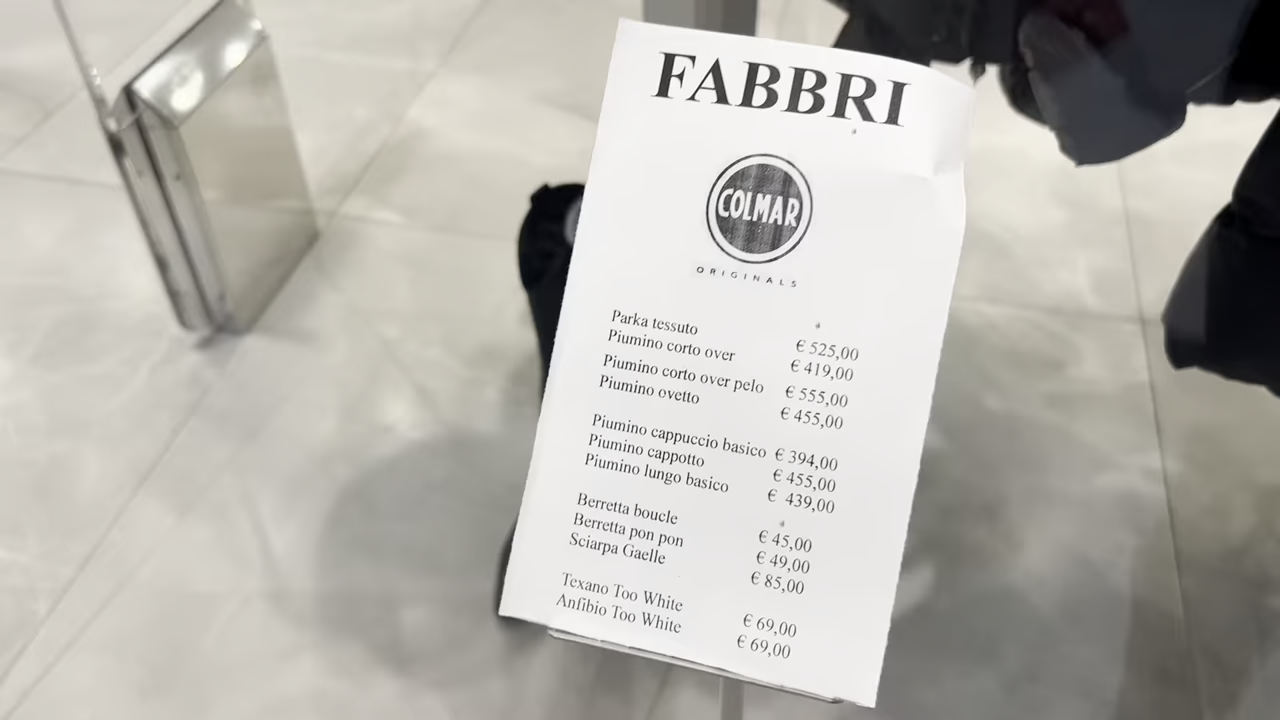 FABBRI
COLMAR
ORIGINALS
Parka tessuto € 525,00
Piumino corto over € 419,00
Piumino corto over pelo € 555,00
Piumino ovetto € 455,00
Piumino cappuccio basico € 394,00
Piumino cappotto € 455,00
Piumino lungo basico € 439,00
Berretta boucle € 45,00
Berretta pon pon € 49,00
Sciarpa Gaelle € 85,00
Texano Too White € 69,00
Anfibio Too White € 69,00